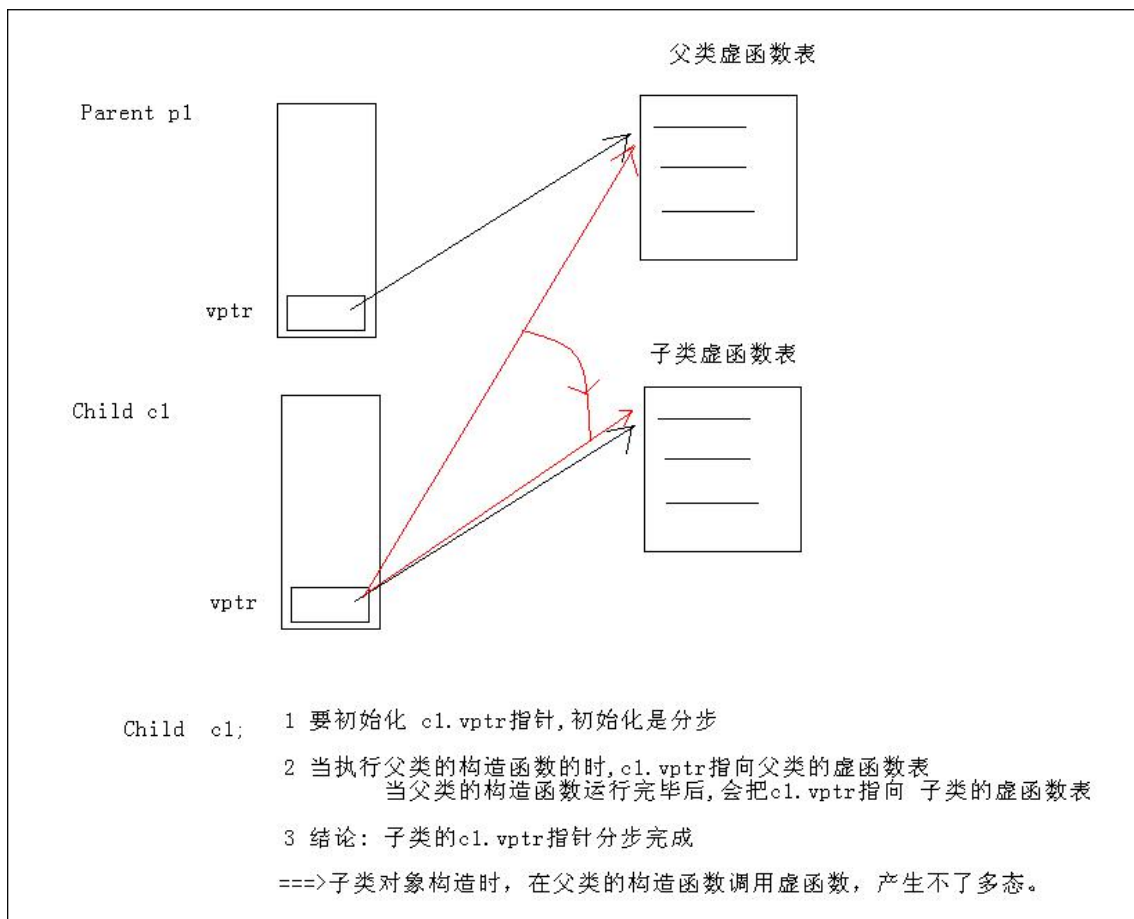 父类虚函数表
Parent p1
vptr
子类虚函数表
Child c1
vptr
Child c1;
1 要初始化 c1.vptr指针,初始化是分步
2 当执行父类的构造函数的时,c1.vptr指向父类的虚函数表
当父类的构造函数运行完毕后,会把c1.vptr指向 子类的虚函数表
3 结论: 子类的c1.vptr指针分步完成
===>子类对象构造时，在父类的构造函数调用虚函数，产生不了多态。